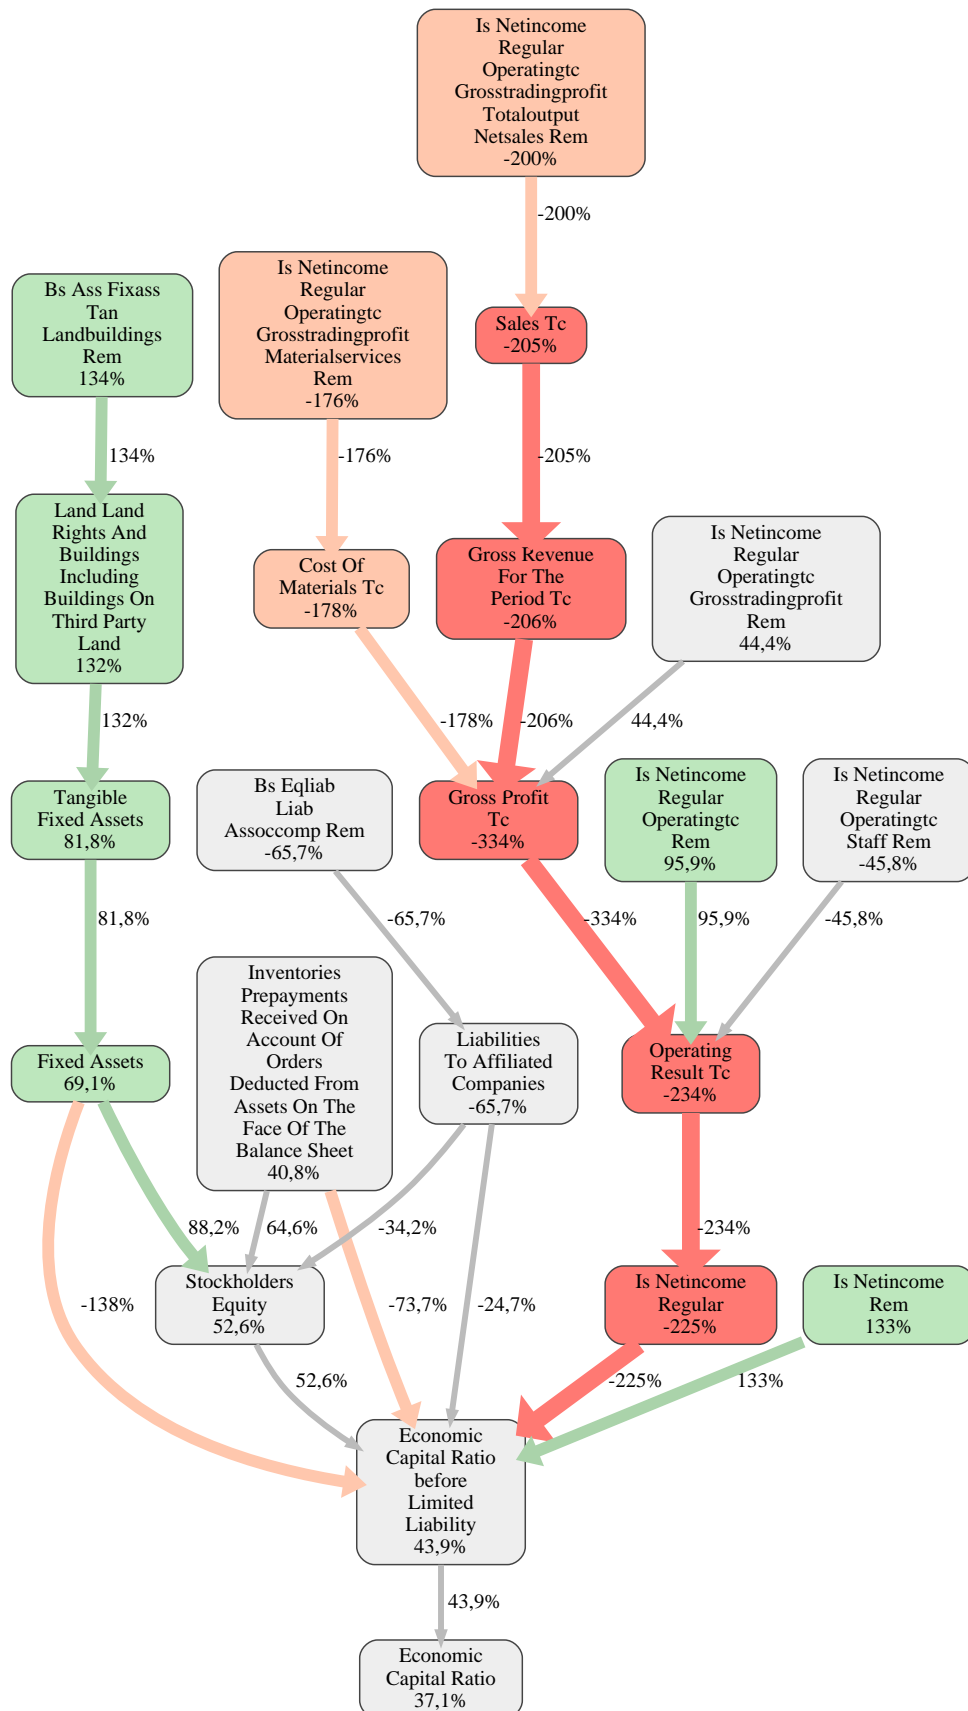 Is Netincome
Regular
Operatingtc
Grosstradingprofit
Totaloutput
Netsales Rem
-200%
-200%
Bs Ass Fixass
Tan
Landbuildings
Rem
134%
Is Netincome
Regular
Operatingtc
Grosstradingprofit
Materialservices
Rem
-176%
Sales Tc
-205%
134%
-176%
-205%
Land Land
Rights And
Buildings
Including
Buildings On
Third Party
Land
132%
Cost Of
Materials Tc
-178%
Gross Revenue
For The
Period Tc
-206%
Is Netincome
Regular
Operatingtc
Grosstradingprofit
Rem
44,4%
132%
-178%
-206%
44,4%
Tangible
Fixed Assets
81,8%
Bs Eqliab
Liab
Assoccomp Rem
-65,7%
Gross Profit
Tc
-334%
Is Netincome
Regular
Operatingtc
Rem
95,9%
Is Netincome
Regular
Operatingtc
Staff Rem
-45,8%
81,8%
-65,7%
-334%
95,9%
-45,8%
Fixed Assets
69,1%
Inventories
Prepayments
Received On
Account Of
Orders
Deducted From
Assets On The
Face Of The
Balance Sheet
40,8%
Liabilities
To Affiliated
Companies
-65,7%
Operating
Result Tc
-234%
88,2%
64,6%
-34,2%
-234%
-138%
Stockholders
Equity
52,6%
-73,7%
-24,7%
Is Netincome
Regular
-225%
Is Netincome
Rem
133%
52,6%
-225%
133%
Economic
Capital Ratio
before
Limited
Liability
43,9%
43,9%
Economic
Capital Ratio
37,1%